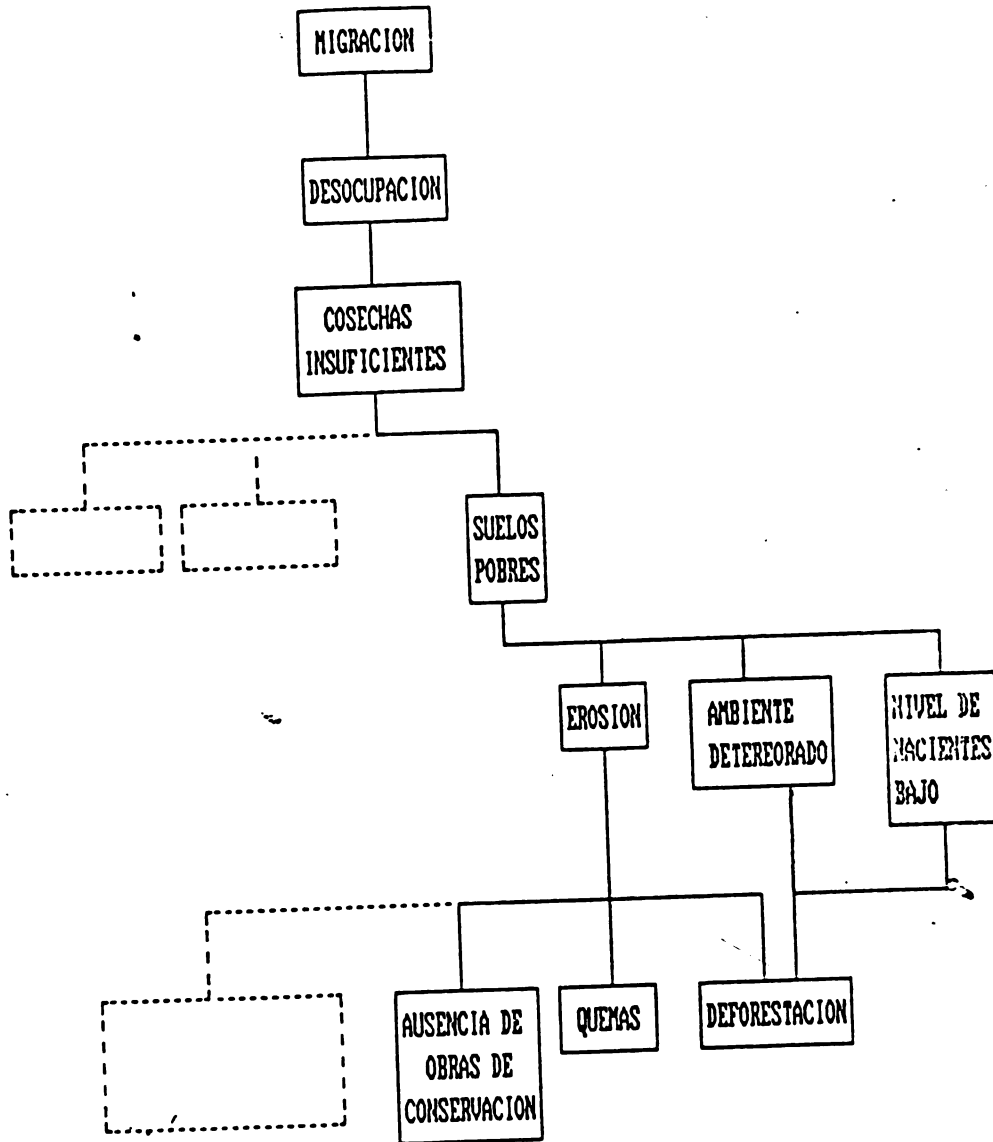 MIGRACION
DESOCUPACION
COSECHAS
INSUFICIENTES
SUELOS
POBRES
EROSION
AMBIENTE
DETEREORADO
NIVEL DE
NACIENTES
BAJO
AUSENCIA DE
OBRAS DE
CONSERVACION
QUEMAS
DEFORESTACION